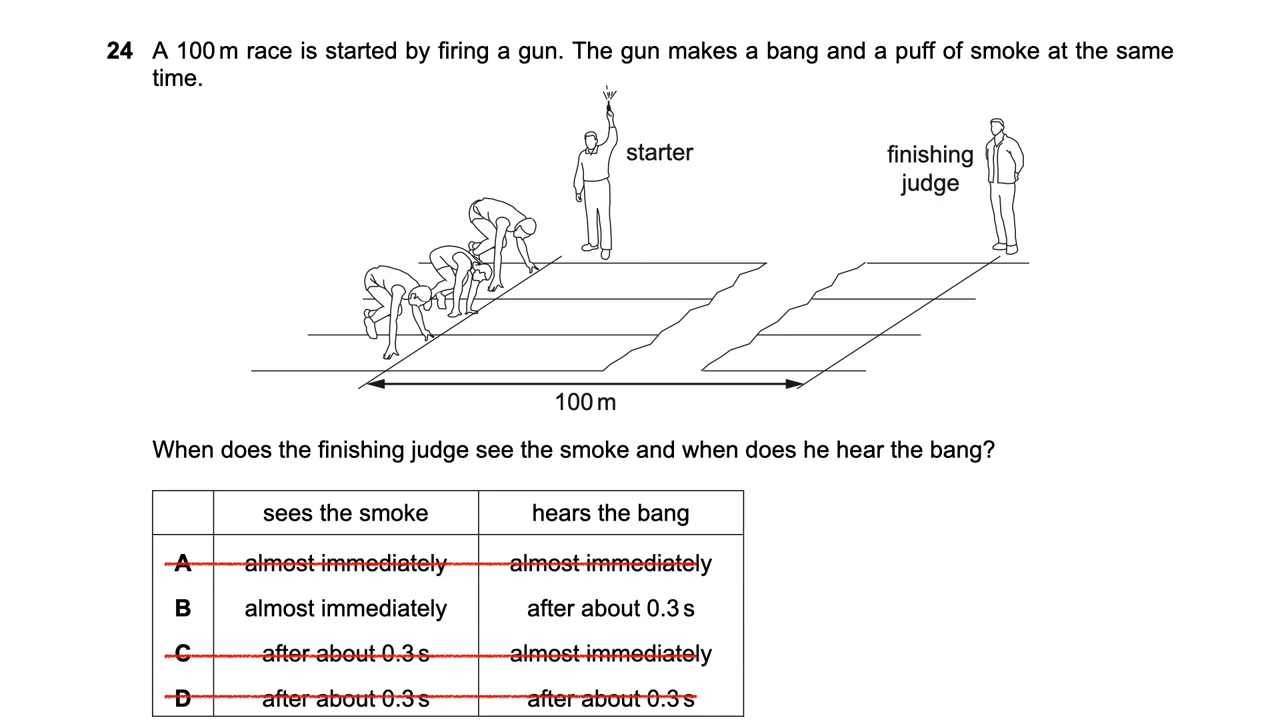 24 A 100 m race is started by firing a gun. The gun makes a bang and a puff of smoke at the same
time.
starter
finishing
judge
100 m
When does the finishing judge see the smoke and when does he hear the bang?
sees the smoke hears the bang
A almost immediately almost immediately
B almost immediately after about 0.3 s
C after about 0.3 s almost immediately
D after about 0.3 s after about 0.3 s